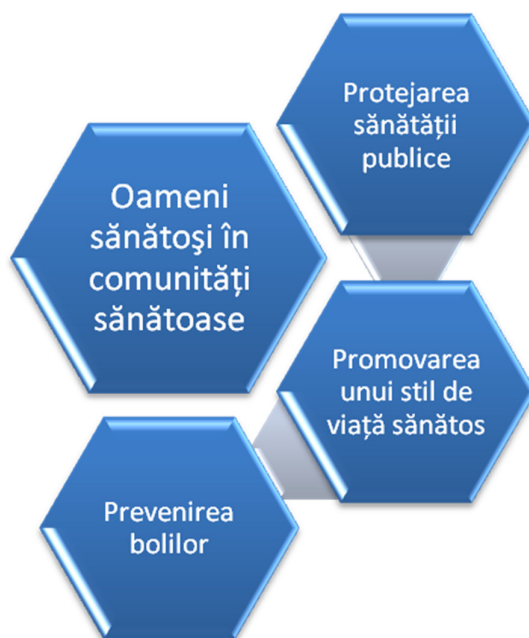 Protejarea
sănătății
publice
Oameni
sănătoşi în
comunități
sănătoase
Promovarea
unui stil de
viață sănătos
Prevenirea
bolilor